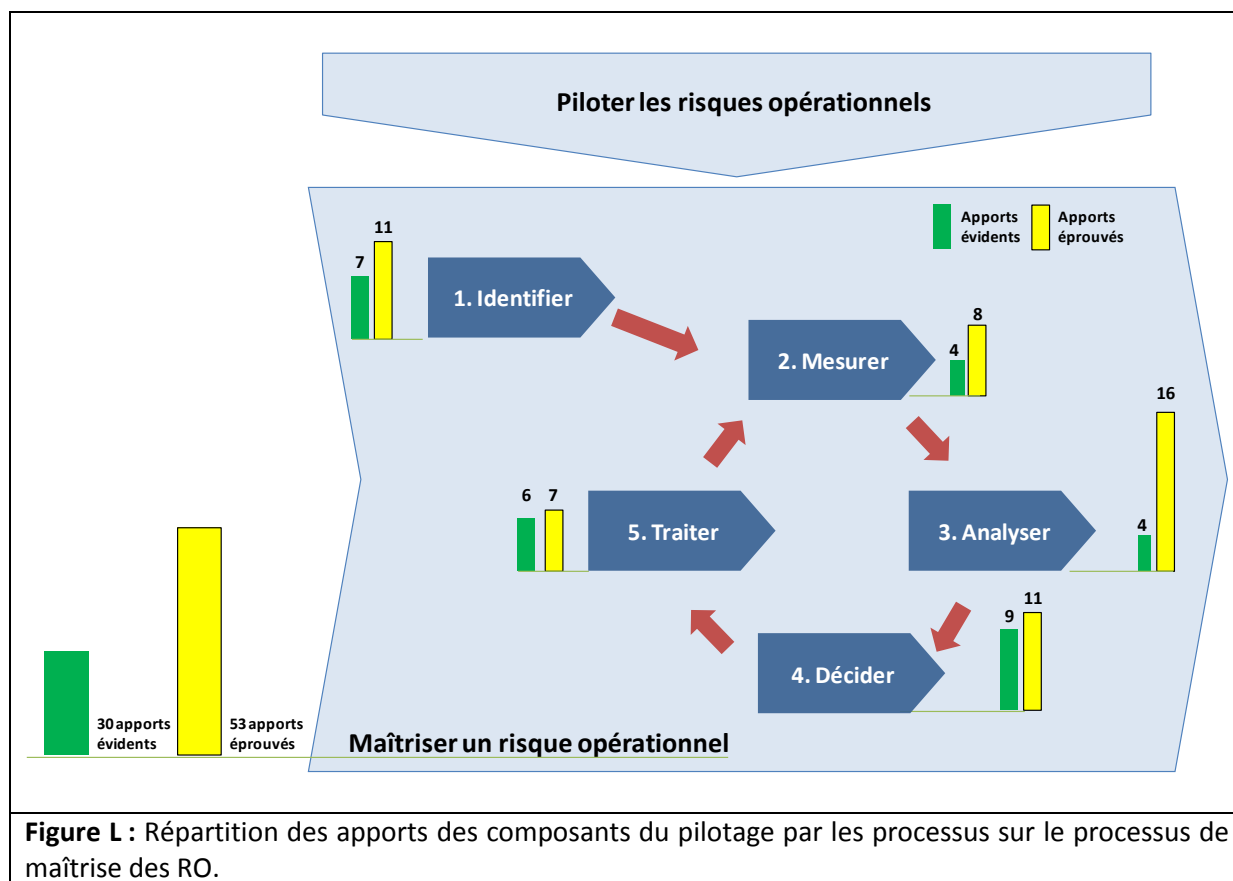 Piloter les risques opérationnels
Apports
évidents
Apports
éprouvés
7
11
1. Identifier
2. Mesurer
4
8
6
7
5. Traiter
3. Analyser
4
16
4. Décider
9
11
30 apports
évidents
53 apports
éprouvés
Maîtriser un risque opérationnel
Figure L : Répartition des apports des composants du pilotage par les processus sur le processus de
maîtrise des RO.